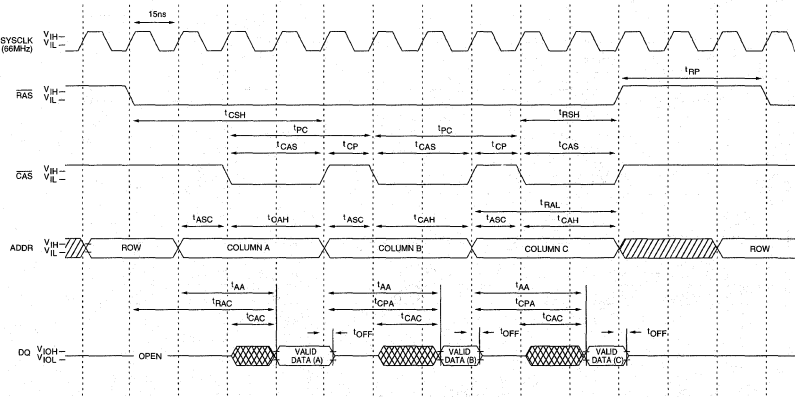 15ns
SYSCLK
(66MHz)
VIH
VIL
RAS
VIH
VIL
tRP
tCSH
tRSH
tPC
tPC
tCAS
tCP
tCAS
tCP
tCAS
CAS
VIH
VIL
tRAL
tASC
tOAH
tASC
tCAH
tASC
tCAH
ADDR
VIH
VIL
ROW
COLUMN A
COLUMN B
COLUMN C
ROW
tAA
tAA
tAA
tRAC
tCPA
tCPA
tCAC
tCAC
tCAC
tOFF
tOFF
tOFF
DQ
VIOH
VIOL
OPEN
VALID
DATA (A)
VALID
DATA (B)
VALID
DATA (C)